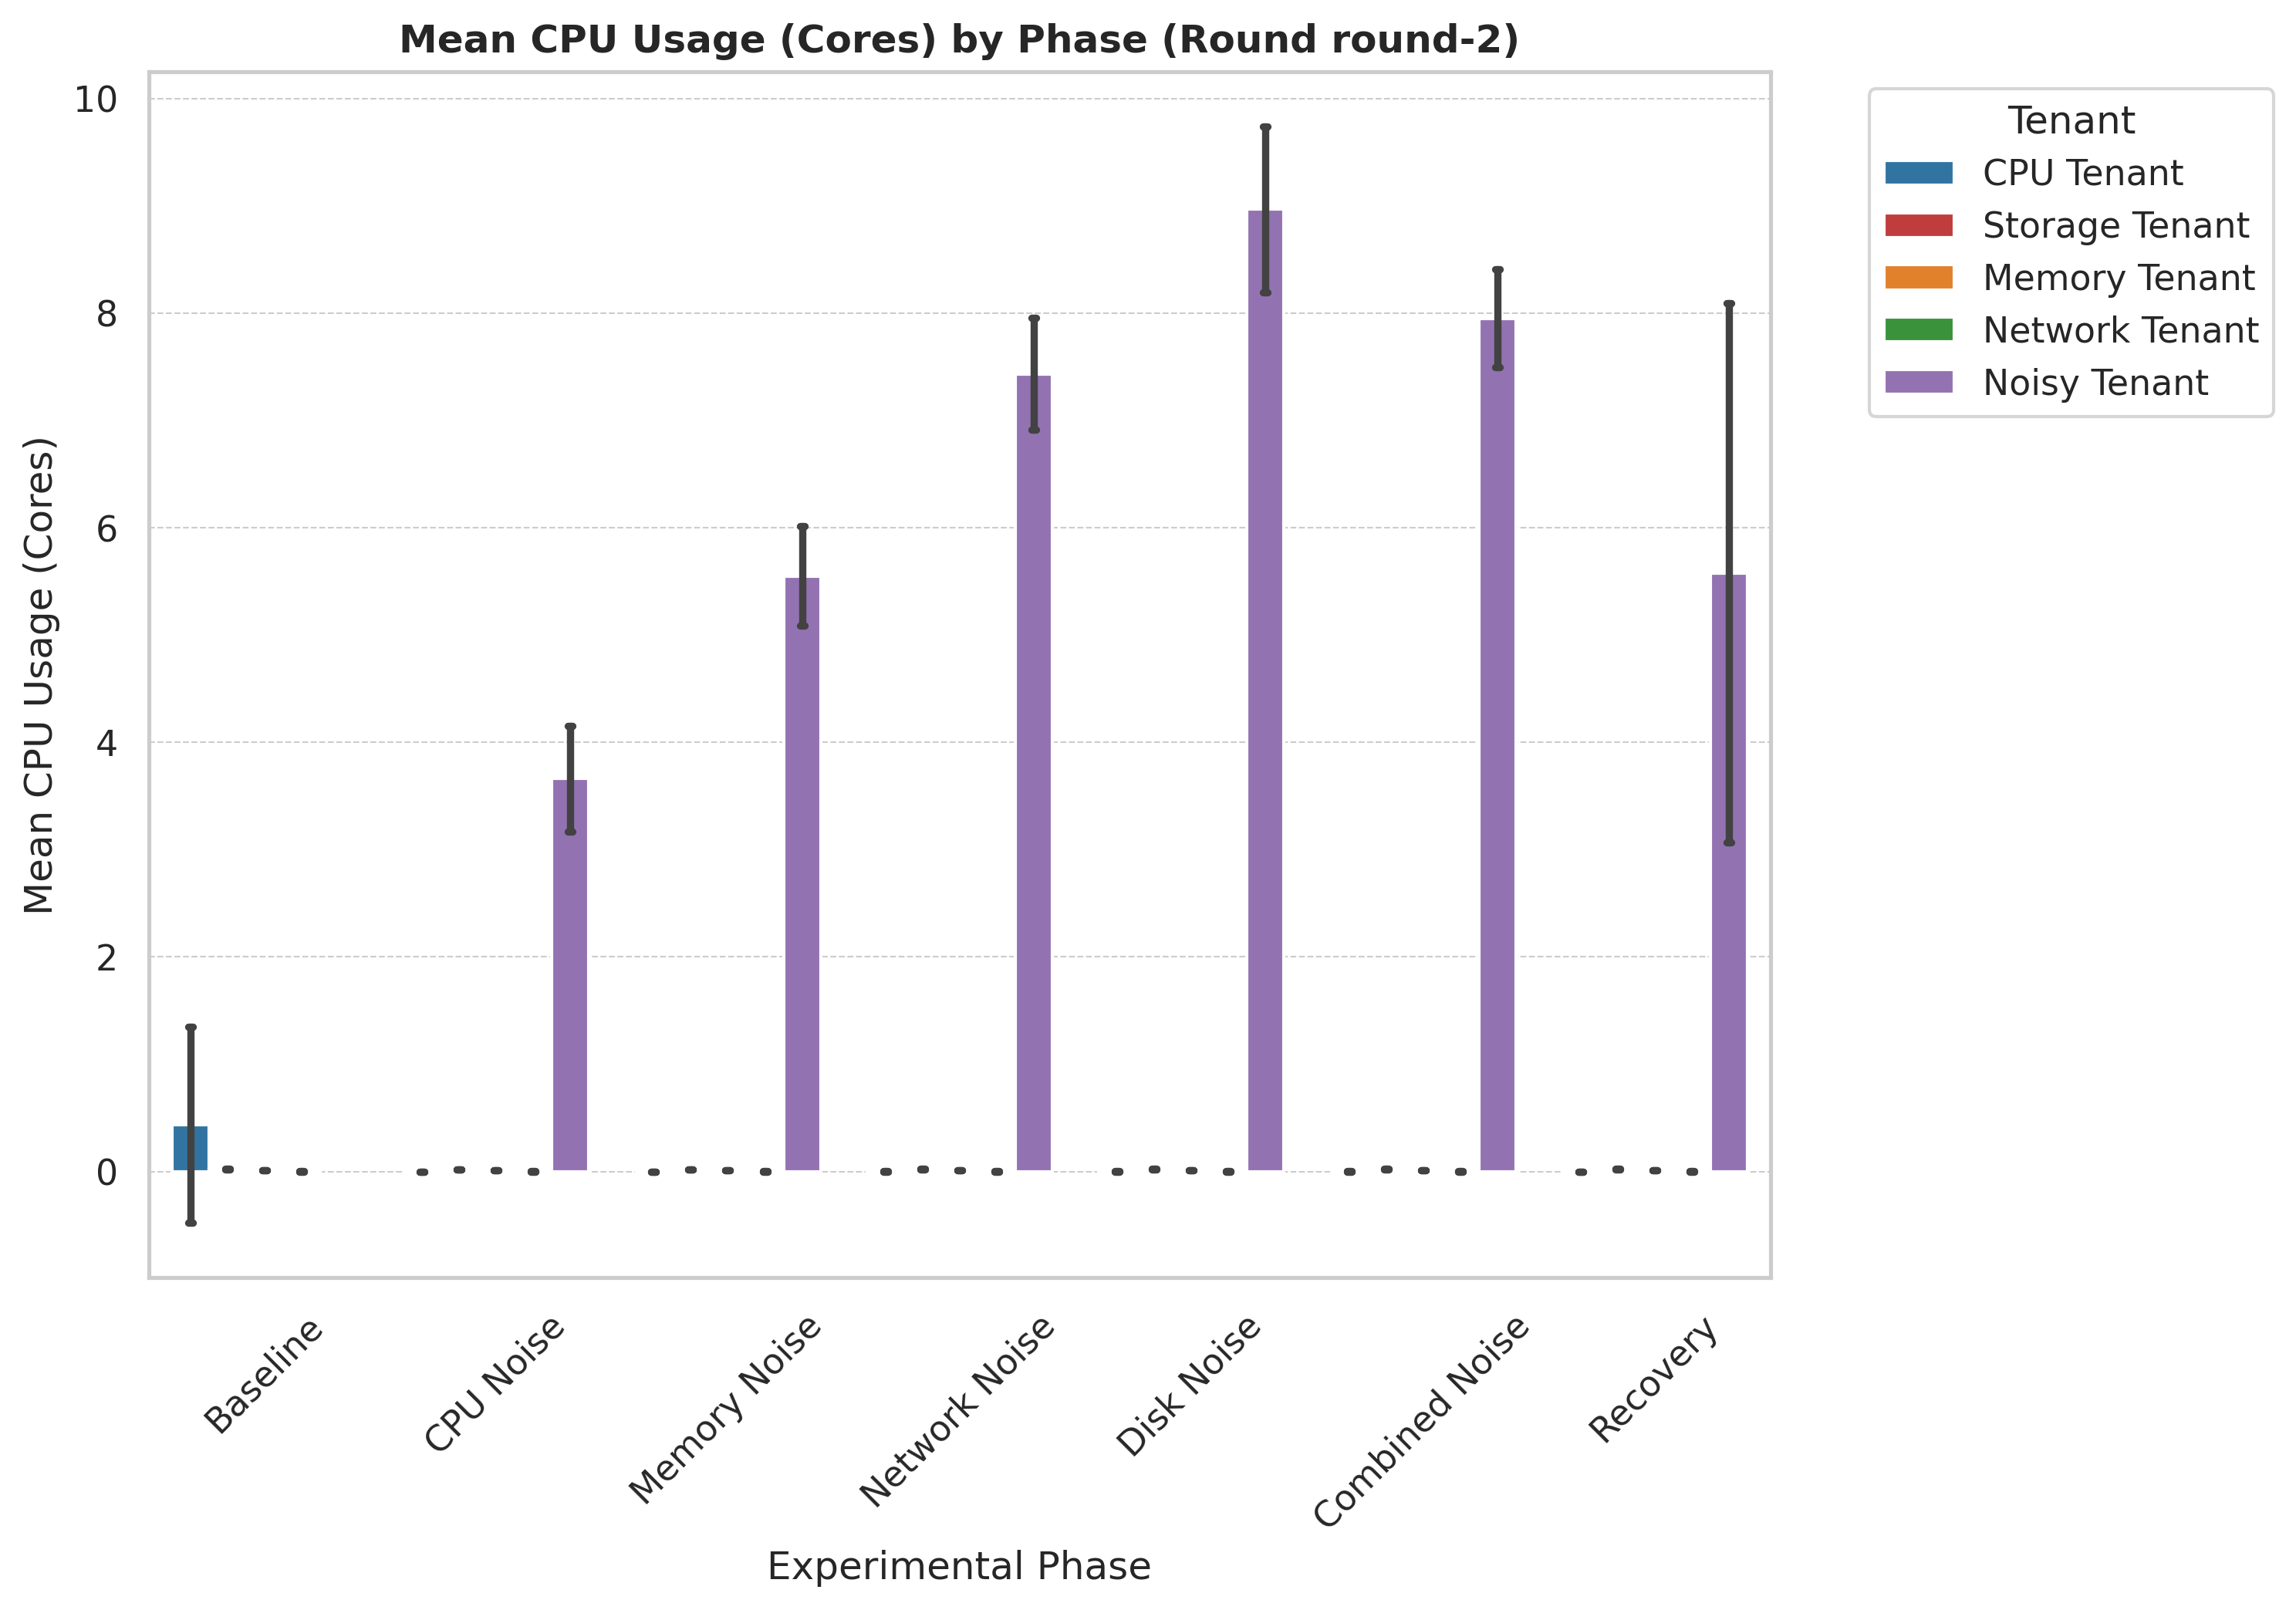 Mean CPU Usage (Cores) by Phase (Round round-2)
Mean CPU Usage (Cores)
10
8
6
4
2
0
Baseline
CPU Noise
Memory Noise
Network Noise
Disk Noise
Combined Noise
Recovery
Experimental Phase
Tenant
CPU Tenant
Storage Tenant
Memory Tenant
Network Tenant
Noisy Tenant